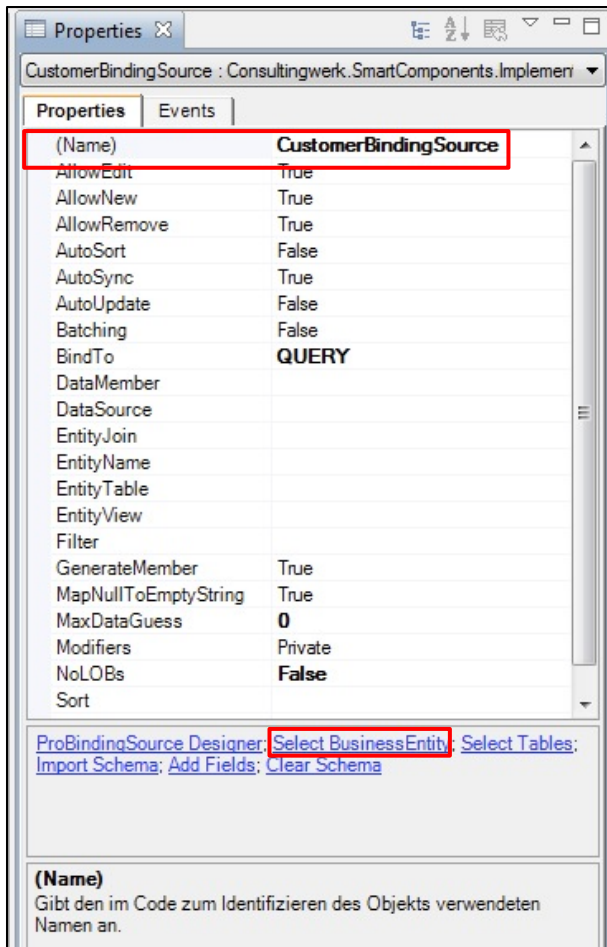 Properties
CustomerBindingSource : Consultingwerk.SmartComponents.Implemen
Properties Events
(Name) CustomerBindingSource
AllowEdit True
AllowNew True
AllowRemove True
AutoSort False
AutoSync True
AutoUpdate False
Batching False
BindTo QUERY
DataMember
DataSource
EntityJoin
EntityName
EntityTable
EntityView
Filter
GenerateMember True
MapNullToEmptyString True
MaxDataGuess 0
Modifiers Private
NoLOBs False
Sort
ProBindingSource Designer; Select BusinessEntity; Select Tables;
Import Schema; Add Fields; Clear Schema
(Name)
Gibt den im Code zum Identifizieren des Objekts verwendeten
Namen an.